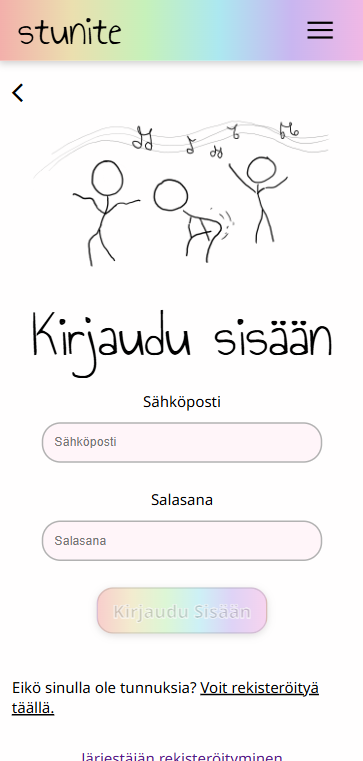 stunite
Kirjaudu sisään
Sähköposti
Sähköposti
Salasana
Salasana
Kirjaudu Sisään
Eikö sinulla ole tunnuksia? Voit rekisteröityä
täällä.
Järjestäjän rekisteröityminen